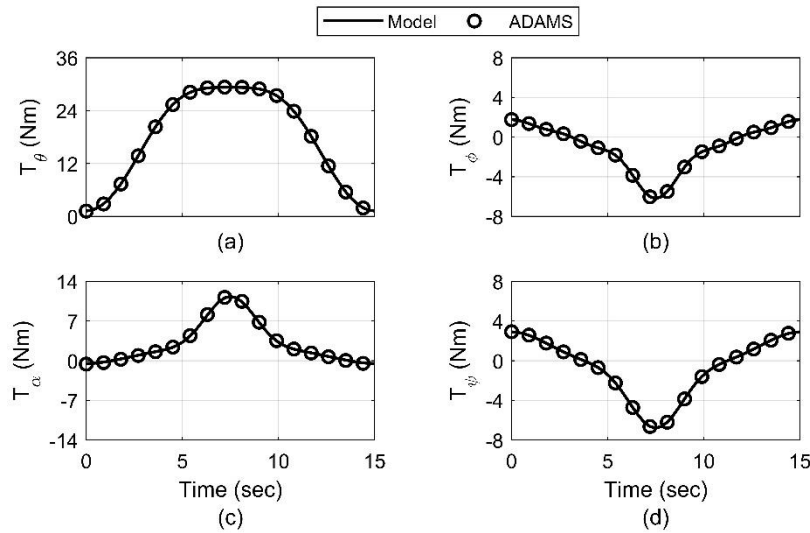 Model ADAMS
36
24
12
0
T_θ (Nm)
(a)
8
4
0
-4
-8
T_ϕ (Nm)
(b)
14
7
0
-7
-14
T_α (Nm)
0 5 10 15
Time (sec)
(c)
8
4
0
-4
-8
T_ψ (Nm)
0 5 10 15
Time (sec)
(d)